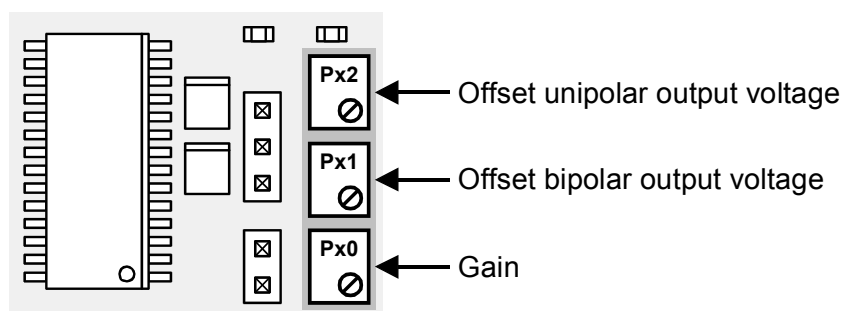 Px2
Offset unipolar output voltage
Px1
Offset bipolar output voltage
Px0
Gain